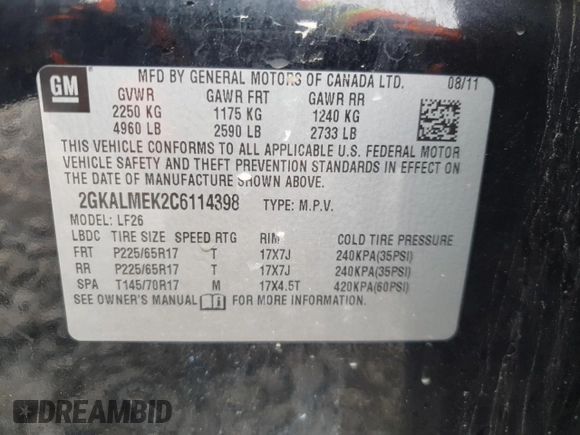 GM
MFD BY GENERAL MOTORS OF CANADA LTD. 08/11
GVWR GAWR FRT GAWR RR
2250 KG 1175 KG 1240 KG
4960 LB 2590 LB 2733 LB
THIS VEHICLE CONFORMS TO ALL APPLICABLE U.S. FEDERAL MOTOR
VEHICLE SAFETY AND THEFT PREVENTION STANDARDS IN EFFECT ON
THE DATE OF MANUFACTURE SHOWN ABOVE.
2GKALMEK2C6114398 TYPE: M.P.V.
MODEL: LF26
LBDC TIRE SIZE SPEED RTG RIM COLD TIRE PRESSURE
FRT P225/65R17 T 17X7J 240KPA(35PSI)
RR P225/65R17 T 17X7J 240KPA(35PSI)
SPA T145/70R17 M 17X4.5T 420KPA(60PSI)
SEE OWNER'S MANUAL FOR MORE INFORMATION
DREAMBID